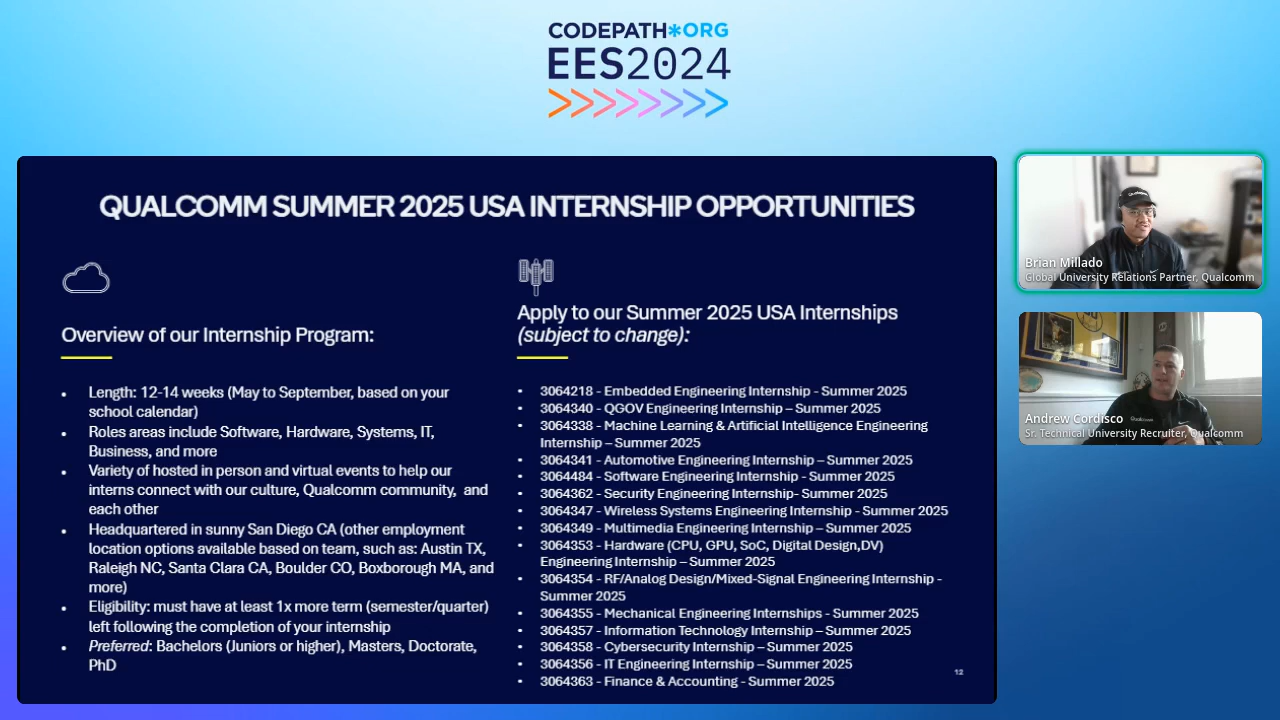 CODEPATH*ORG
EES2024
QUALCOMM SUMMER 2025 USA INTERNSHIP OPPORTUNITIES
Overview of our Internship Program:
• Length: 12-14 weeks (May to September, based on your
school calendar)
• Roles areas include Software, Hardware, Systems, IT,
Business, and more
• Variety of hosted in person and virtual events to help our
interns connect with our culture, Qualcomm community, and
each other
• Headquartered in sunny San Diego CA (other employment
location options available based on team, such as: Austin TX,
Raleigh NC, Santa Clara CA, Boulder CO, Boxborough MA, and
more)
• Eligibility: must have at least 1x more term (semester/quarter)
left following the completion of your internship
• Preferred: Bachelors (Juniors or higher), Masters, Doctorate,
PhD
Apply to our Summer 2025 USA Internships
(subject to change):
• 3064218 - Embedded Engineering Internship - Summer 2025
• 3064340 - QGOV Engineering Internship – Summer 2025
• 3064338 - Machine Learning & Artificial Intelligence Engineering
Internship – Summer 2025
• 3064341 - Automotive Engineering Internship – Summer 2025
• 3064484 - Software Engineering Internship - Summer 2025
• 3064362 - Security Engineering Internship- Summer 2025
• 3064347 - Wireless Systems Engineering Internship - Summer 2025
• 3064349 - Multimedia Engineering Internship – Summer 2025
• 3064353 - Hardware (CPU, GPU, SoC, Digital Design,DV)
Engineering Internship – Summer 2025
• 3064354 - RF/Analog Design/Mixed-Signal Engineering Internship -
Summer 2025
• 3064355 - Mechanical Engineering Internships - Summer 2025
• 3064357 - Information Technology Internship – Summer 2025
• 3064358 - Cybersecurity Internship – Summer 2025
• 3064356 - IT Engineering Internship – Summer 2025
• 3064363 - Finance & Accounting - Summer 2025
12
Brian Millado
Global University Relations Partner, Qualcomm
Qualcomm
Andrew Cordisco
Sr. Technical University Recruiter, Qualcomm